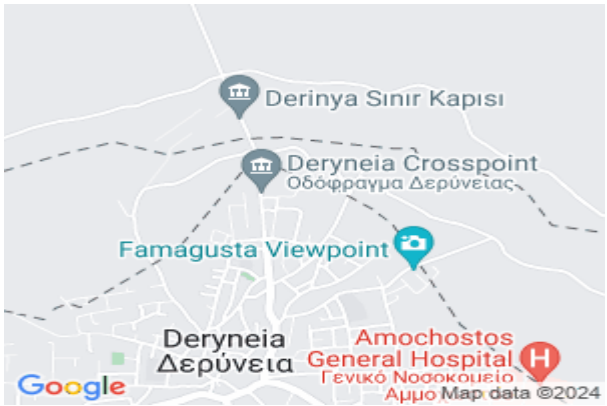 Derinya Sınır Kapısı
Deryneia Crosspoint
Οδόφραγμα Δερύνειας
Famagusta Viewpoint
Deryneia
Δερύνεια
Amochostos
General Hospital
Γενικό Νοσοκομείο
H
Google
Map data ©2024